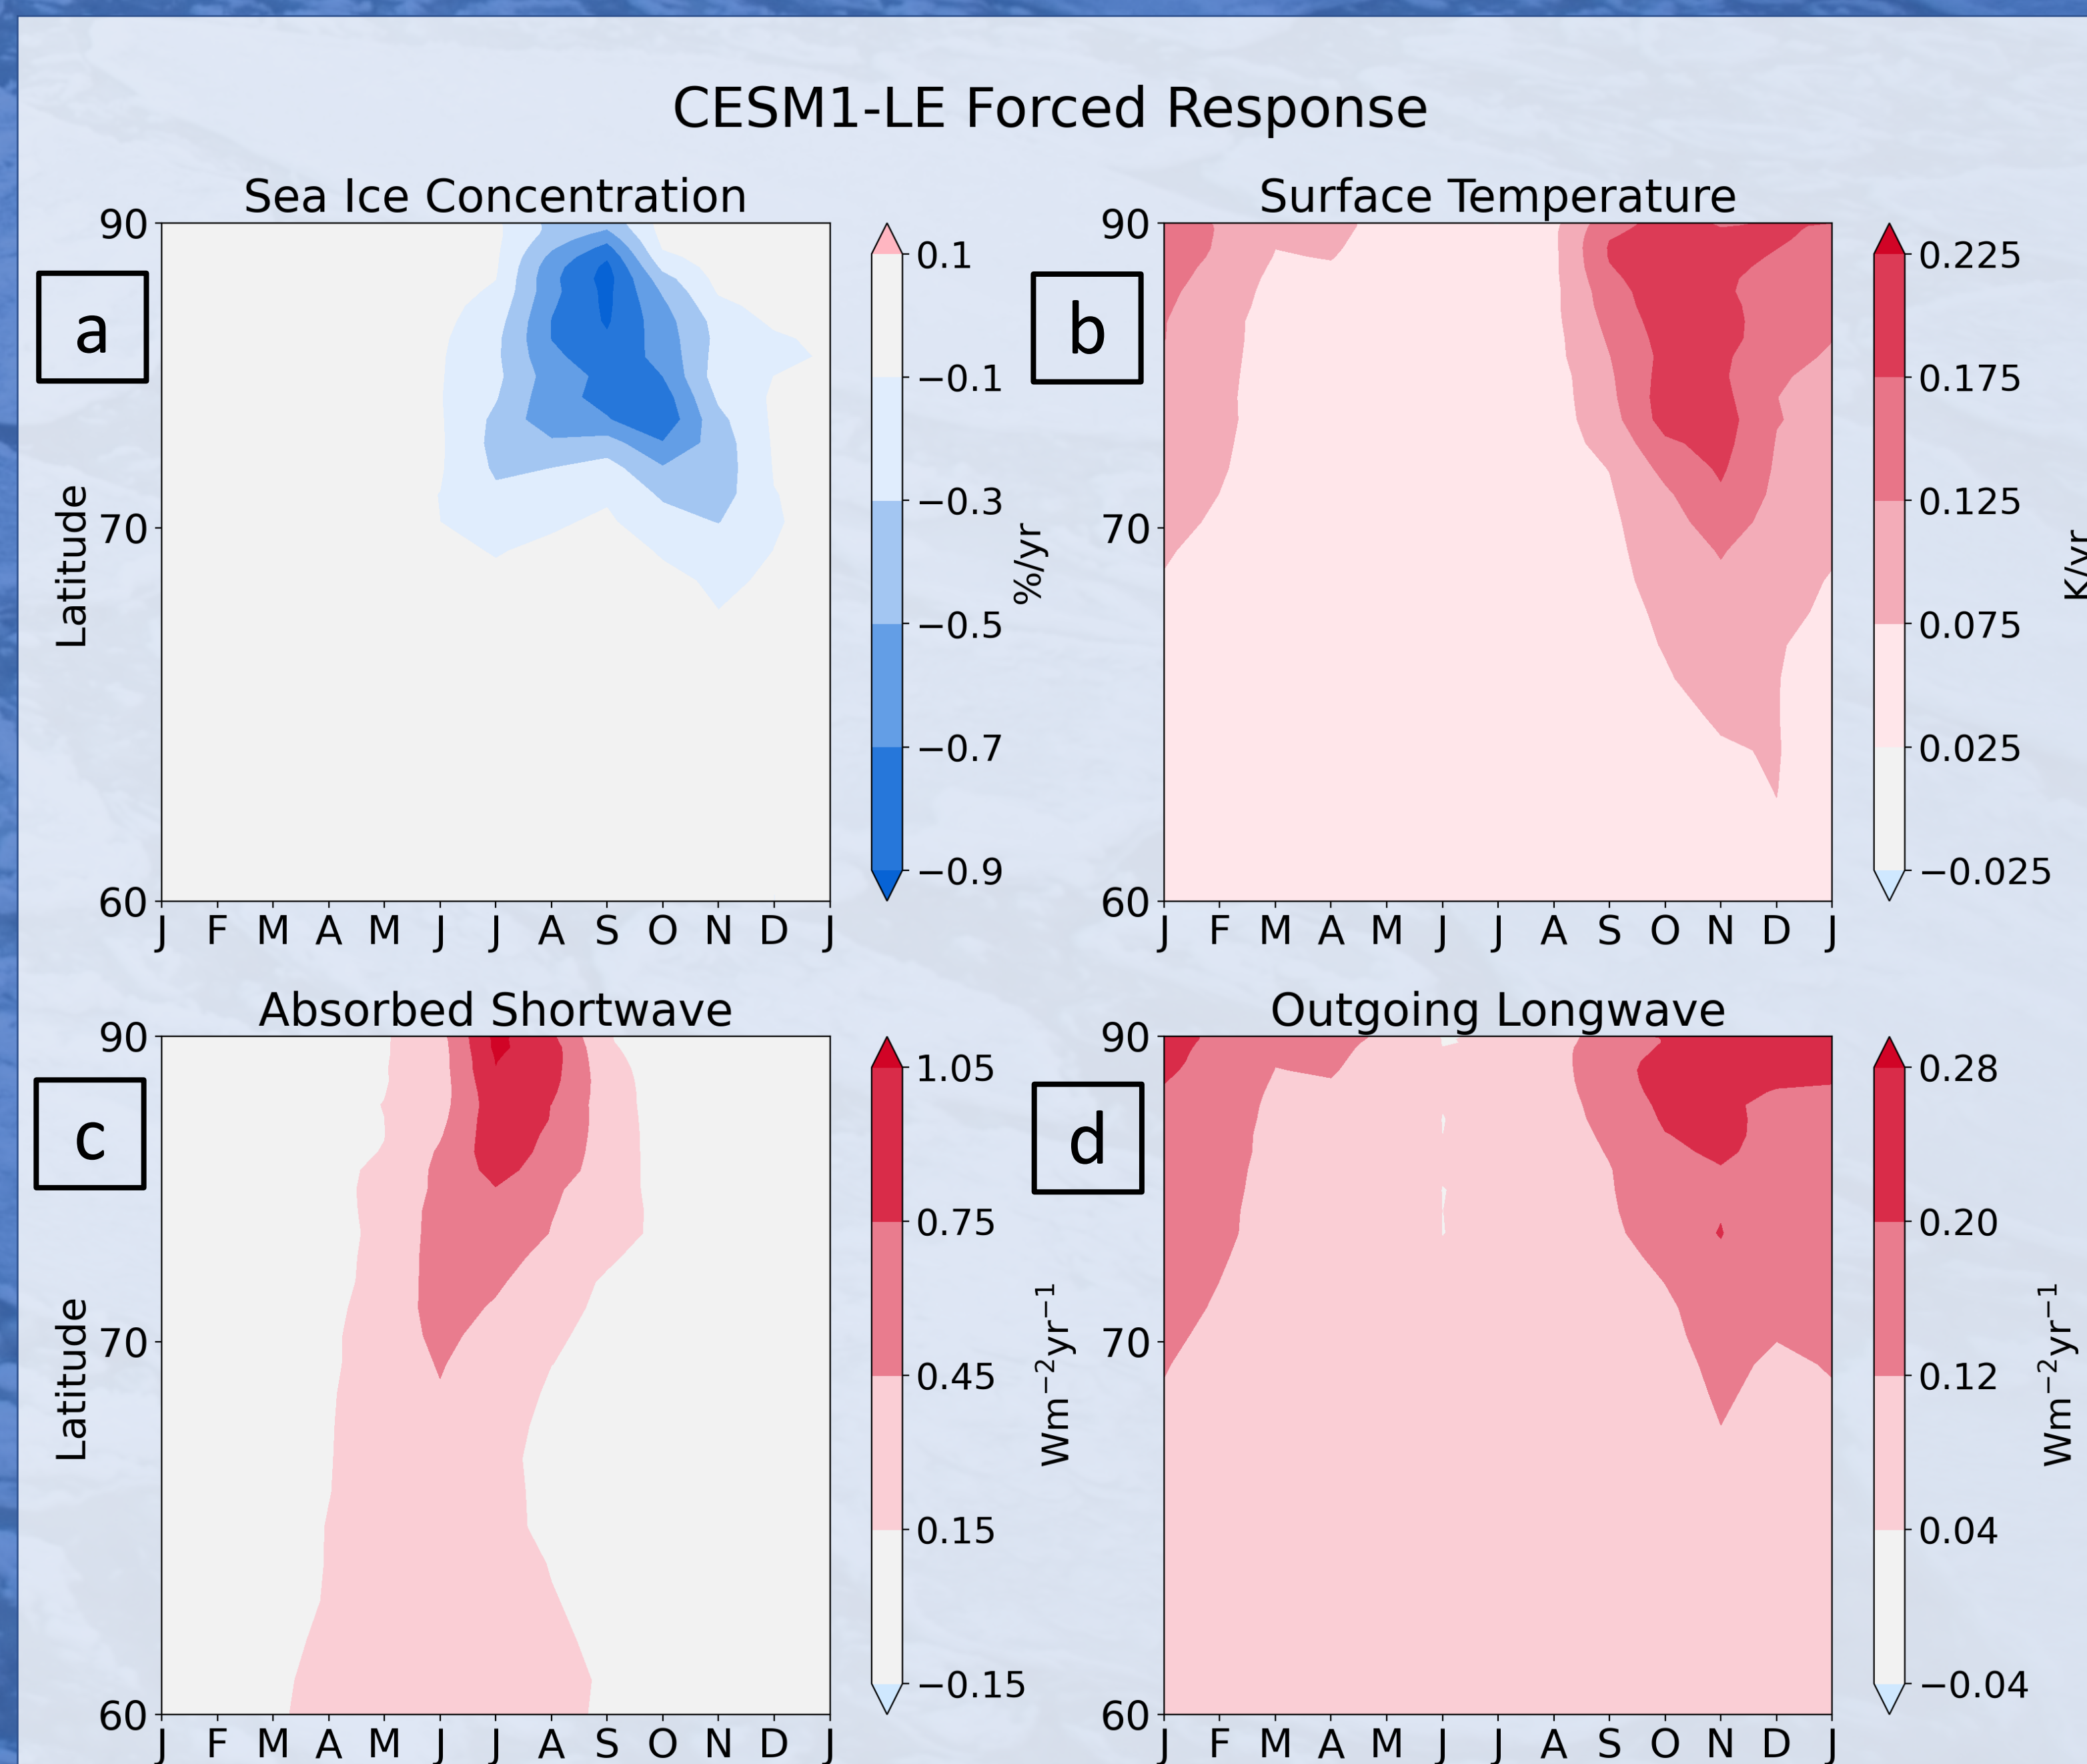 CESM1-LE Forced Response
Sea Ice Concentration
a
Latitude
90
70
60
J F M A M J J A S O N D J
0.1
−0.1
−0.3
−0.5
−0.7
−0.9
%/yr
Surface Temperature
b
90
70
60
J F M A M J J A S O N D J
0.225
0.175
0.125
0.075
0.025
−0.025
K/yr
Absorbed Shortwave
c
Latitude
90
70
60
J F M A M J J A S O N D J
1.05
0.75
0.45
0.15
−0.15
Wm⁻²yr⁻¹
Outgoing Longwave
d
90
70
60
J F M A M J J A S O N D J
0.28
0.20
0.12
0.04
−0.04
Wm⁻²yr⁻¹